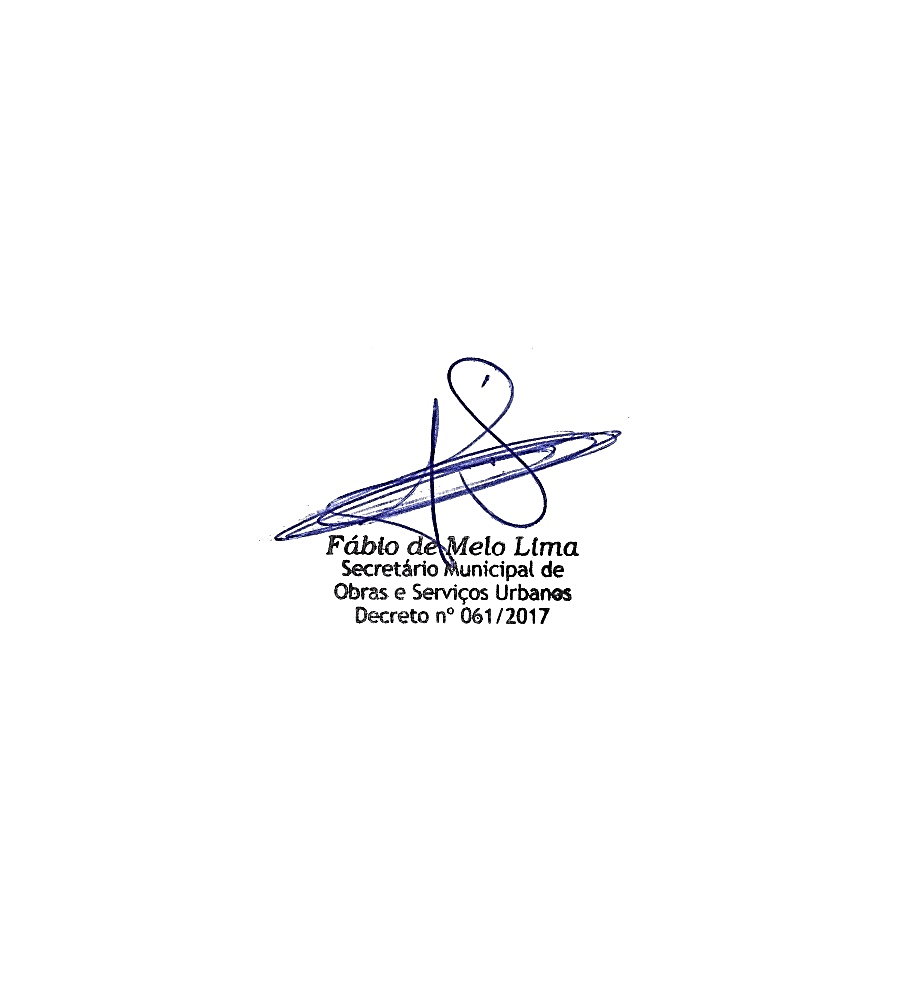 Fábio de Melo Lima
Secretário Municipal de
Obras e Serviços Urbanos
Decreto nº 061/2017